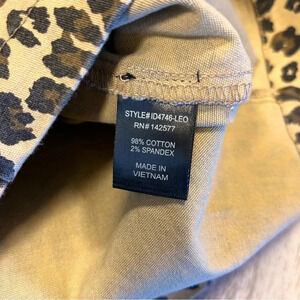 STYLE# ID4746-LEO
RN# 142577
98% COTTON
2% SPANDEX
MADE IN
VIETNAM